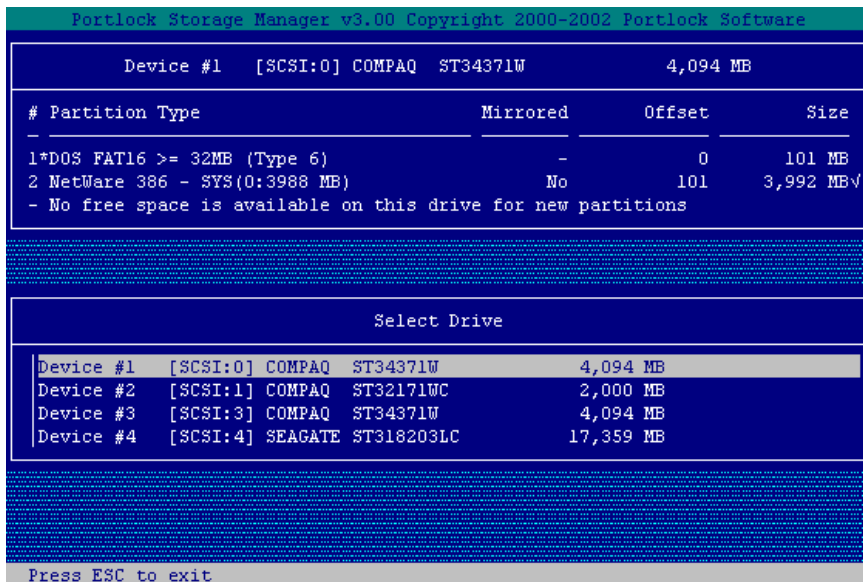 Portlock Storage Manager v3.00 Copyright 2000-2002 Portlock Software
Device #1 [SCSI:0] COMPAQ ST34371W 4,094 MB
# Partition Type Mirrored Offset Size
1*DOS FAT16 >= 32MB (Type 6) - 0 101 MB
2 NetWare 386 - SYS(0:3988 MB) No 101 3,992 MB√
- No free space is available on this drive for new partitions
Select Drive
Device #1 [SCSI:0] COMPAQ ST34371W 4,094 MB
Device #2 [SCSI:1] COMPAQ ST32171WC 2,000 MB
Device #3 [SCSI:3] COMPAQ ST34371W 4,094 MB
Device #4 [SCSI:4] SEAGATE ST318203LC 17,359 MB
Press ESC to exit